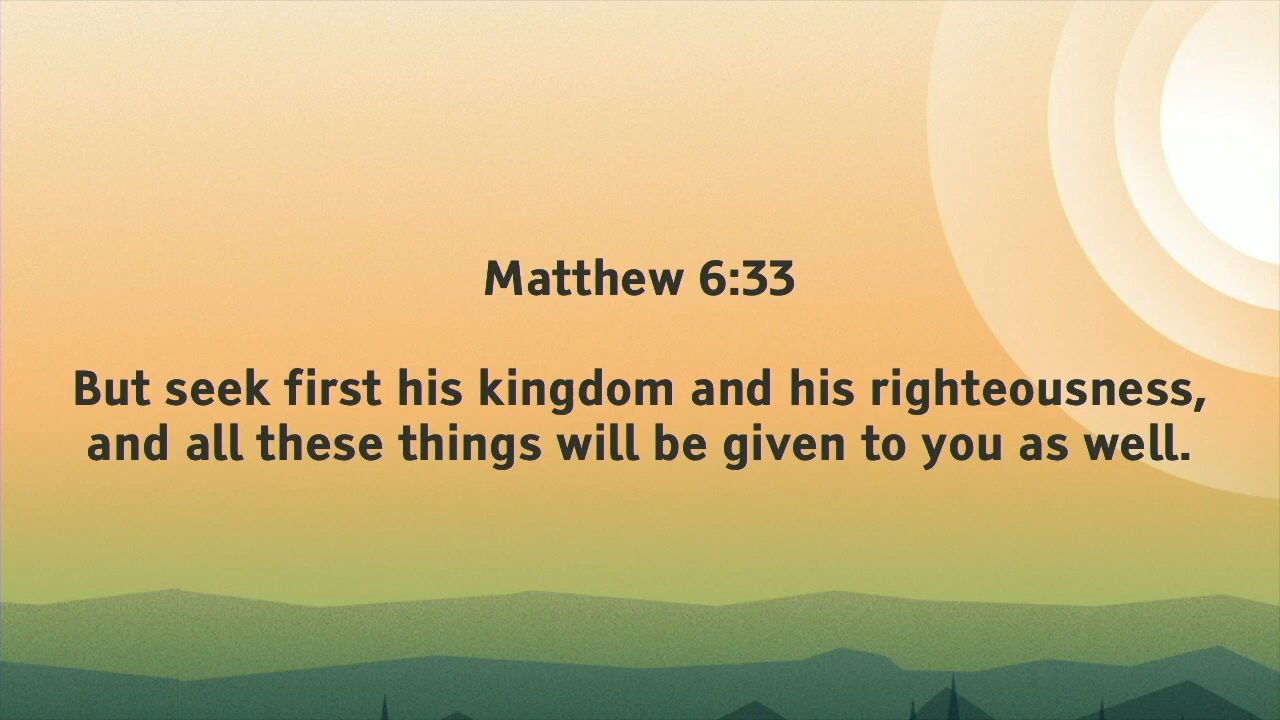 Matthew 6:33
But seek first his kingdom and his righteousness,
and all these things will be given to you as well.